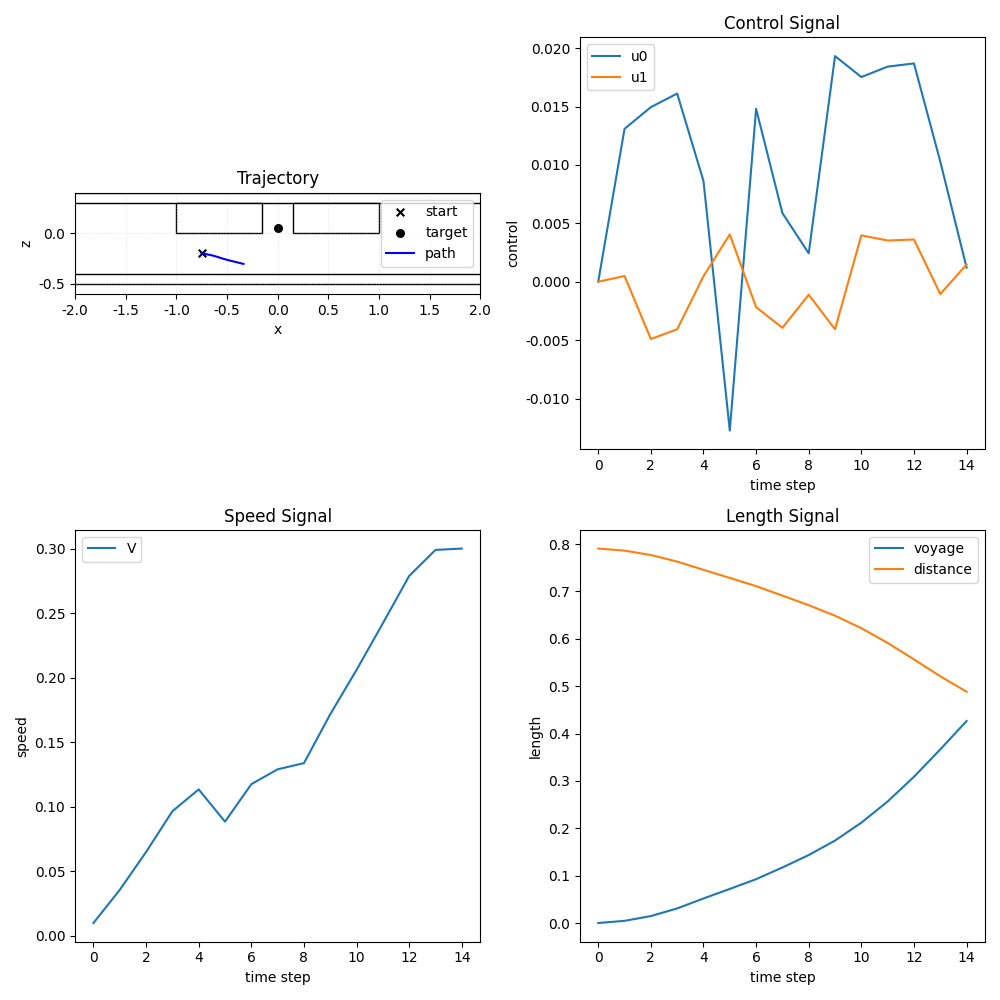 Trajectory
z
0.0
-0.5
start
target
path
-2.0 -1.5 -1.0 -0.5 0.0 0.5 1.0 1.5 2.0
x
Control Signal
control
0.020
0.015
0.010
0.005
0.000
-0.005
-0.010
u0
u1
0 2 4 6 8 10 12 14
time step
Speed Signal
speed
0.30
0.25
0.20
0.15
0.10
0.05
0.00
V
0 2 4 6 8 10 12 14
time step
Length Signal
length
0.8
0.7
0.6
0.5
0.4
0.3
0.2
0.1
0.0
voyage
distance
0 2 4 6 8 10 12 14
time step